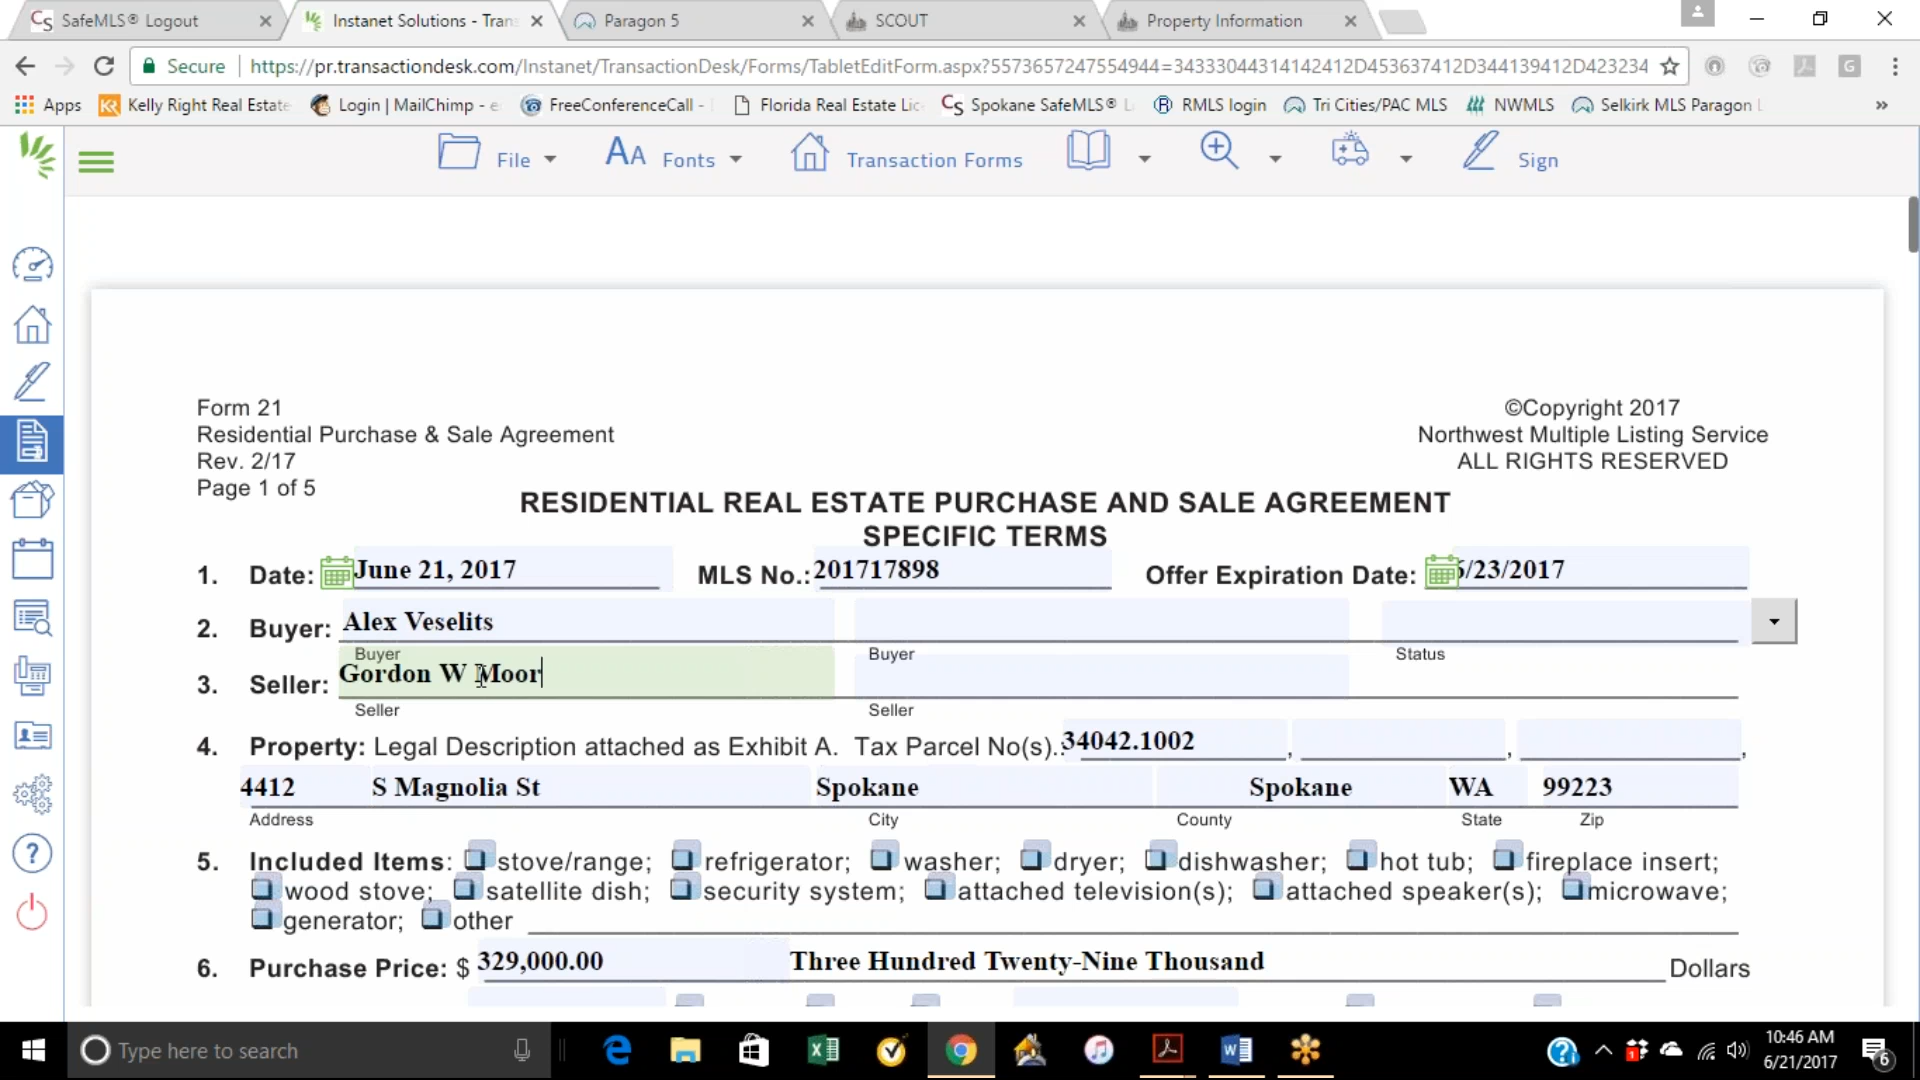 SafeMLS® Logout
Instanet Solutions - Tran
Paragon 5
SCOUT
Property Information
Secure
https://pr.transactiondesk.com/Instanet/TransactionDesk/Forms/TabletEditForm.aspx?5573657247554944=34333044314142412D453637412D344139412D423234
Apps
Kelly Right Real Estate
Login | MailChimp - e
FreeConferenceCall -
Florida Real Estate Lic
Spokane SafeMLS® L
RMLS login
Tri Cities/PAC MLS
NWMLS
Selkirk MLS Paragon L
»
File
Fonts
Transaction Forms
Sign
Form 21
Residential Purchase & Sale Agreement
Rev. 2/17
Page 1 of 5
©Copyright 2017
Northwest Multiple Listing Service
ALL RIGHTS RESERVED
RESIDENTIAL REAL ESTATE PURCHASE AND SALE AGREEMENT
SPECIFIC TERMS
1. Date: June 21, 2017 MLS No.: 201717898 Offer Expiration Date: /23/2017
2. Buyer: Alex Veselits
Buyer Buyer Status
3. Seller: Gordon W Moor
Seller Seller
4. Property: Legal Description attached as Exhibit A. Tax Parcel No(s).: 34042.1002 , , ,
4412 S Magnolia St Spokane Spokane WA 99223
Address City County State Zip
5. Included Items: stove/range; refrigerator; washer; dryer; dishwasher; hot tub; fireplace insert;
wood stove; satellite dish; security system; attached television(s); attached speaker(s); microwave;
generator; other
6. Purchase Price: $ 329,000.00 Three Hundred Twenty-Nine Thousand Dollars
Type here to search
10:46 AM
6/21/2017
6